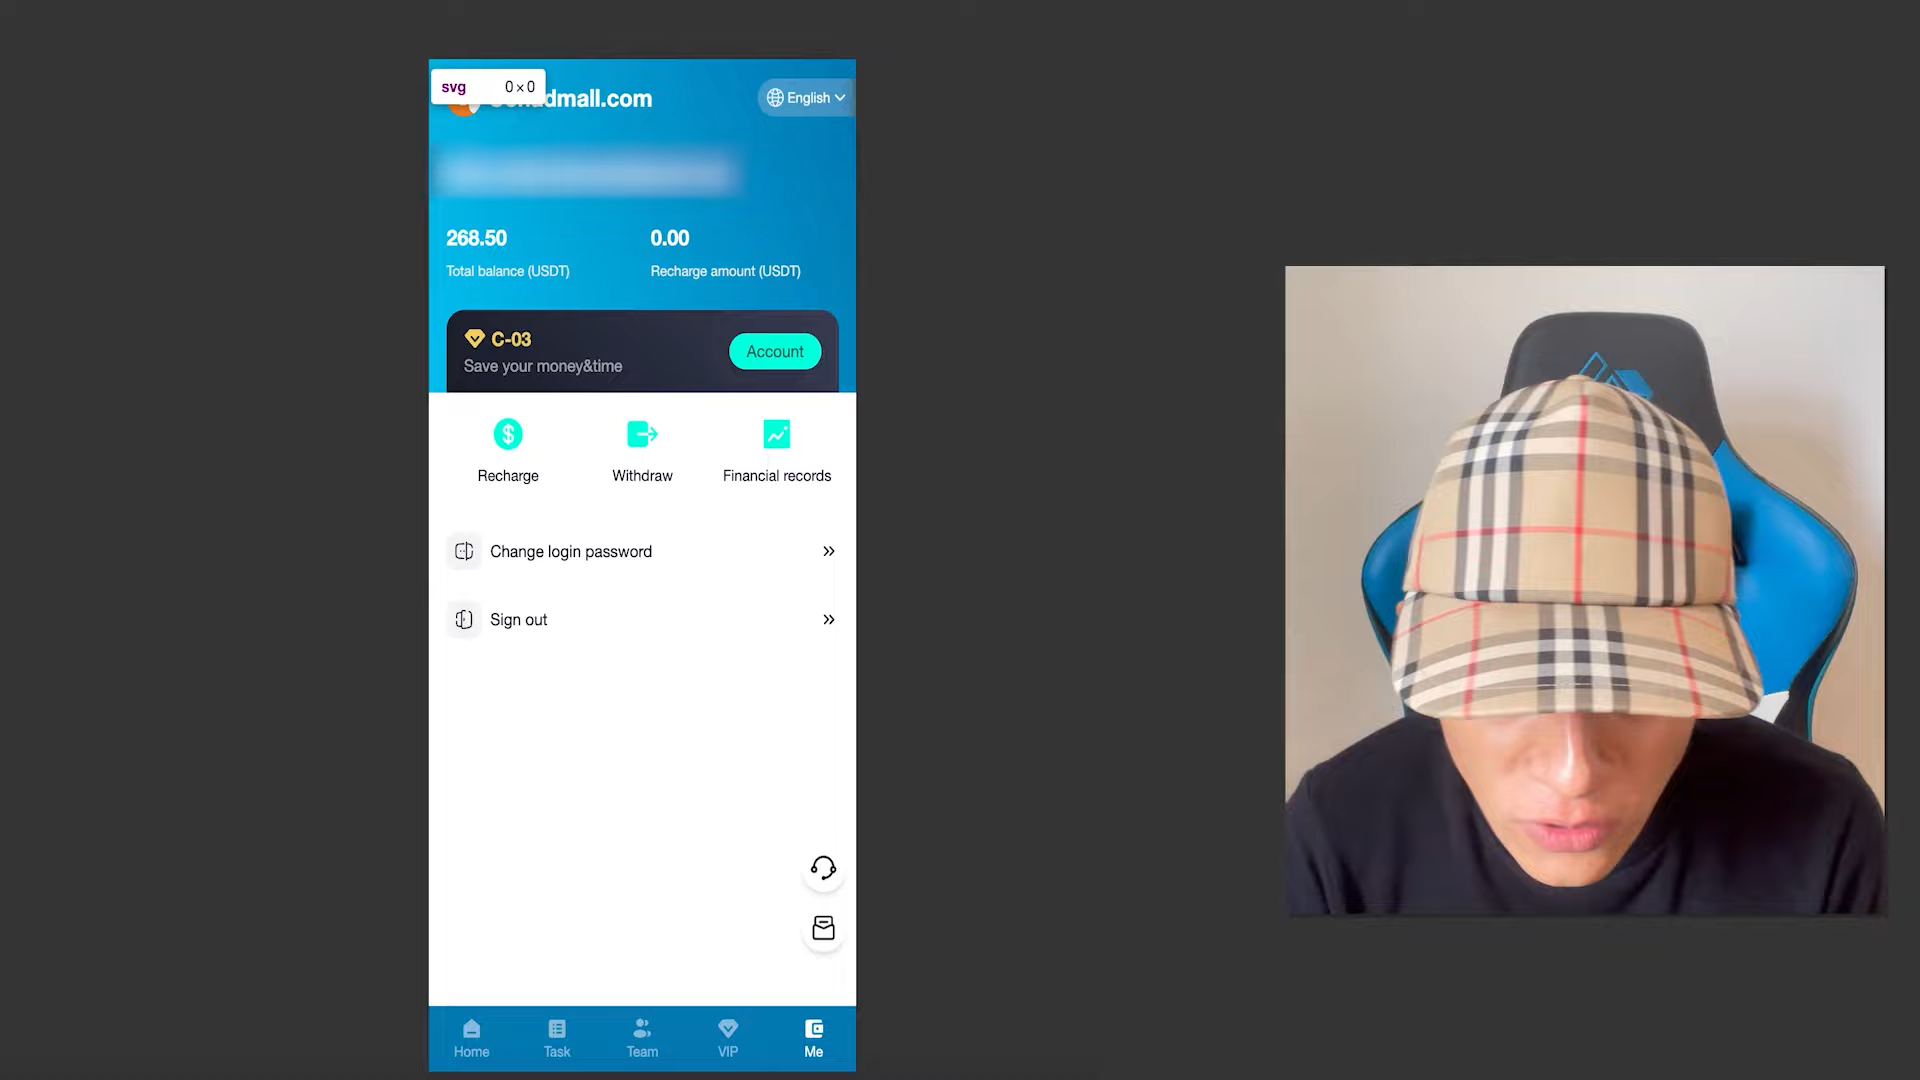 svg 0×0
dmall.com
English
268.50
0.00
Total balance (USDT)
Recharge amount (USDT)
C-03
Save your money&time
Account
Recharge
Withdraw
Financial records
Change login password
Sign out
Home
Task
Team
VIP
Me